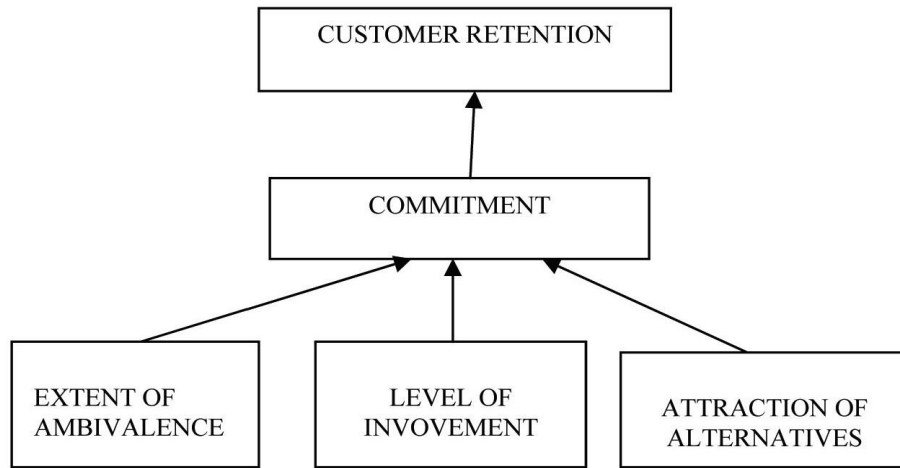 CUSTOMER RETENTION
COMMITMENT
EXTENT OF
AMBIVALENCE
LEVEL OF
INVOVEMENT
ATTRACTION OF
ALTERNATIVES